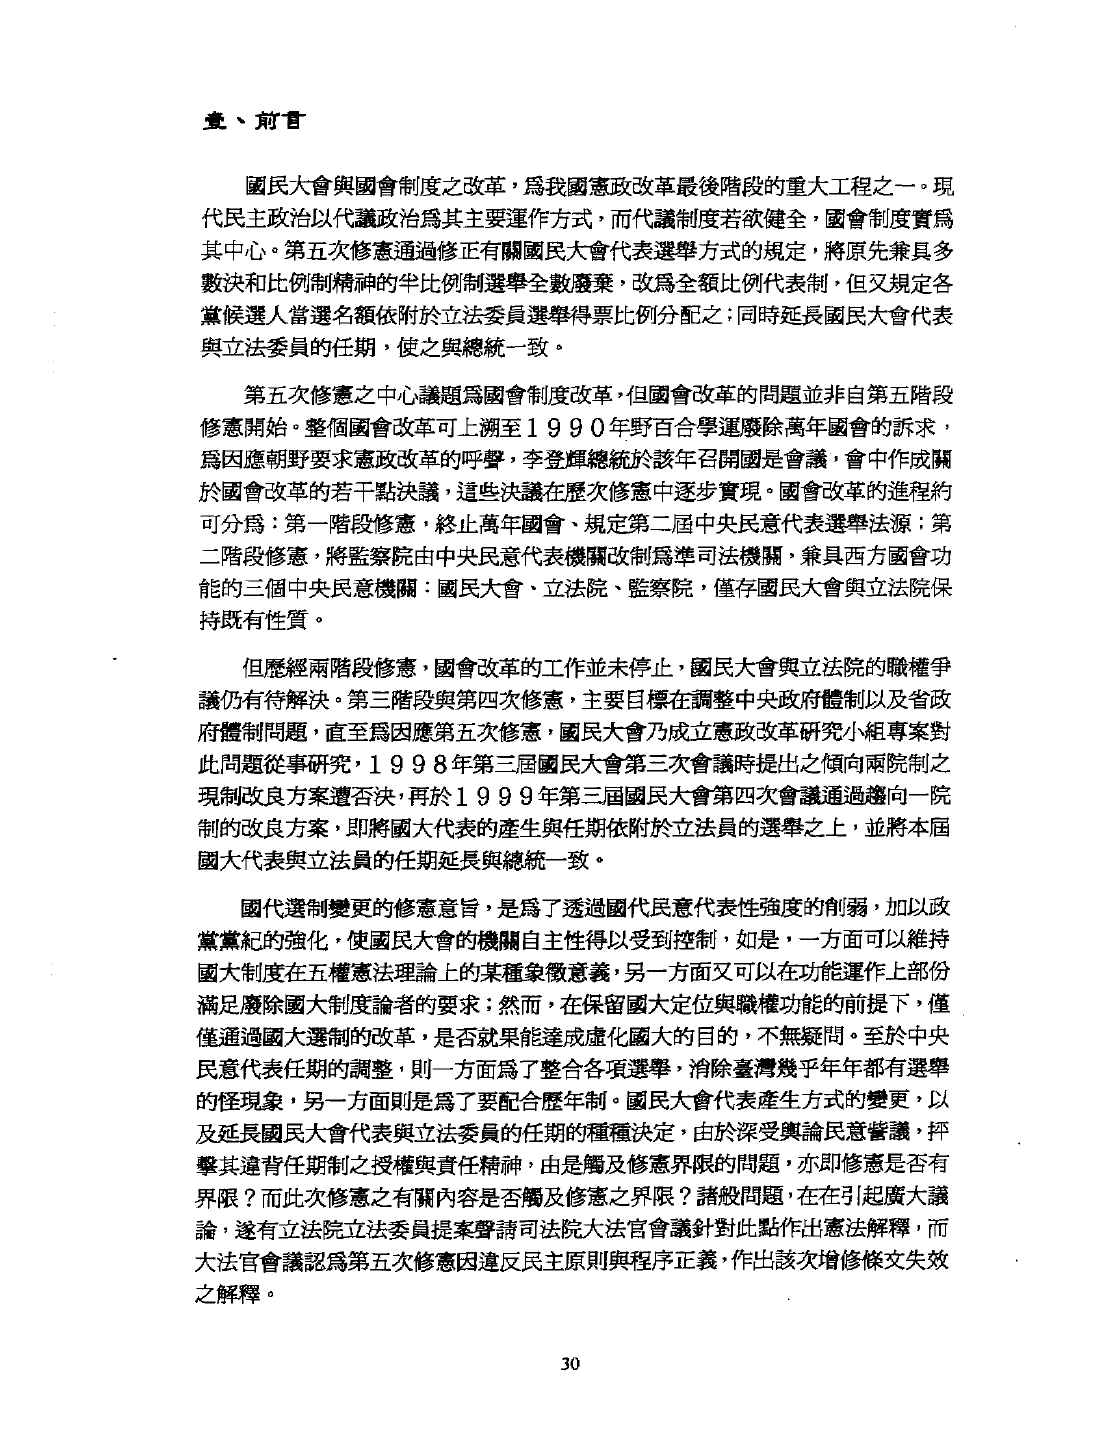 壹、前言
國民大會與國會制度之改革，爲我國憲政改革最後階段的重大工程之一。現
代民主政治以代議政治爲其主要運作方式，而代議制度若欲健全，國會制度實爲
其中心。第五次修憲通過修正有關國民大會代表選舉方式的規定，將原先兼具多
數決和比例制精神的半比例制選舉全數廢棄，改爲全額比例代表制，但又規定各
黨候選人當選名額依附於立法委員選舉得票比例分配之；同時延長國民大會代表
與立法委員的任期，使之與總統一致。
第五次修憲之中心議題爲國會制度改革，但國會改革的問題並非自第五階段
修憲開始。整個國會改革可上溯至１９９０年野百合學運廢除萬年國會的訴求，
爲因應朝野要求憲政改革的呼聲，李登輝總統於該年召開國是會議，會中作成關
於國會改革的若干點決議，這些決議在歷次修憲中逐步實現。國會改革的進程約
可分爲：第一階段修憲，終止萬年國會、規定第二屆中央民意代表選舉法源；第
二階段修憲，將監察院由中央民意代表機關改制爲準司法機關，兼具西方國會功
能的三個中央民意機關：國民大會、立法院、監察院，僅存國民大會與立法院保
持既有性質。
但歷經兩階段修憲，國會改革的工作並未停止，國民大會與立法院的職權爭
議仍有待解決。第三階段與第四次修憲，主要目標在調整中央政府體制以及省政
府體制問題，直至爲因應第五次修憲，國民大會乃成立憲政改革研究小組專案對
此問題從事研究，１９９８年第三屆國民大會第三次會議時提出之傾向兩院制之
現制改良方案遭否決，再於１９９９年第三屆國民大會第四次會議通過趨向一院
制的改良方案，即將國大代表的產生與任期依附於立法員的選舉之上，並將本屆
國大代表與立法員的任期延長與總統一致。
國代選制變更的修憲意旨，是爲了透過國代民意代表性強度的削弱，加以政
黨黨紀的強化，使國民大會的機關自主性得以受到控制，如是，一方面可以維持
國大制度在五權憲法理論上的某種象徵意義，另一方面又可以在功能運作上部份
滿足廢除國大制度論者的要求；然而，在保留國大定位與職權功能的前提下，僅
僅通過國大選制的改革，是否就果能達成虛化國大的目的，不無疑問。至於中央
民意代表任期的調整，則一方面爲了整合各項選舉，消除臺灣幾乎年年都有選舉
的怪現象，另一方面則是爲了要配合歷年制。國民大會代表產生方式的變更，以
及延長國民大會代表與立法委員的任期的種種決定，由於深受輿論民意訾議，抨
擊其違背任期制之授權與責任精神，由是觸及修憲界限的問題，亦即修憲是否有
界限？而此次修憲之有關內容是否觸及修憲之界限？諸般問題，在在引起廣大議
論，遂有立法院立法委員提案聲請司法院大法官會議針對此點作出憲法解釋，而
大法官會議認爲第五次修憲因違反民主原則與程序正義，作出該次增修條文失效
之解釋。
30